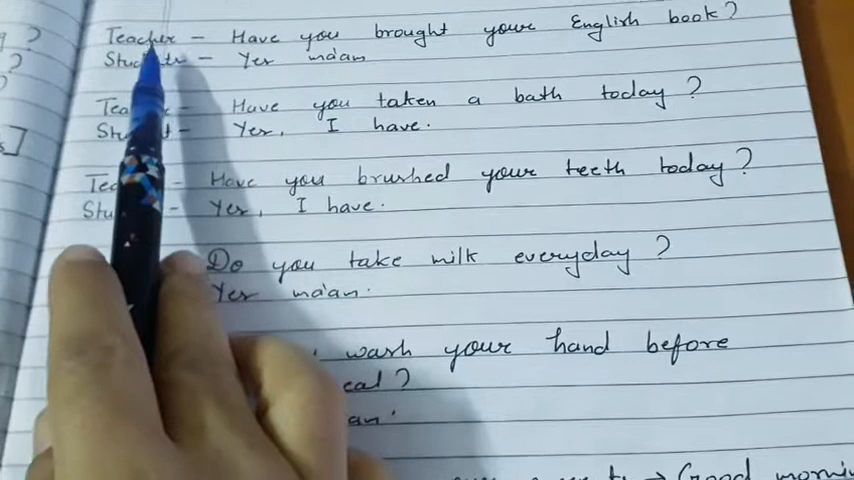 ?
Teacher - Have you brought your English book?
?
Students - Yes ma'am
Have you taken a bath today?
Yes, I have.
Have you brushed your teeth today?
Yes, I have.
Do you take milk everyday?
Yes ma'am.
wash your hand before
Good